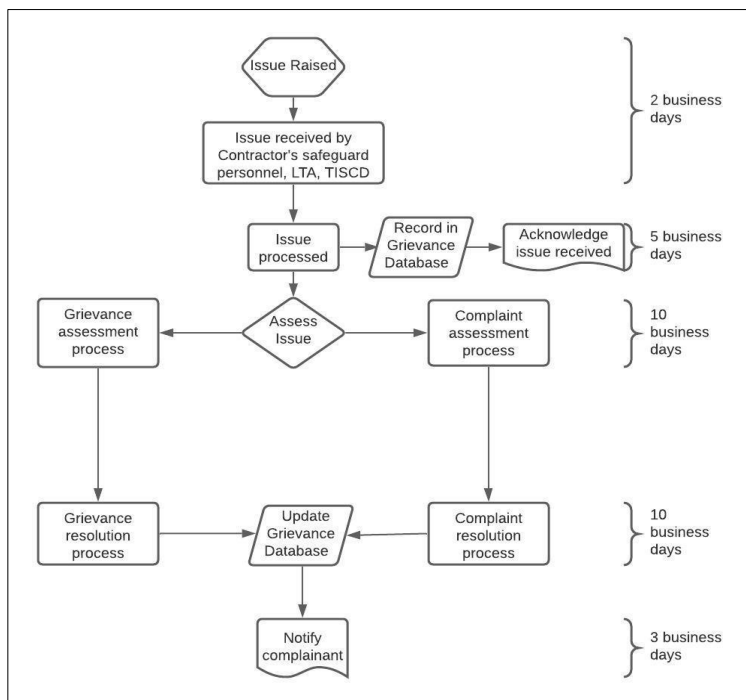 Issue Raised
2 business
days
Issue received by
Contractor's safeguard
personnel, LTA, TISCD
Issue
processed
Record in
Grievance
Database
Acknowledge
issue received
5 business
days
Grievance
assessment
process
Assess
Issue
Complaint
assessment
process
10
business
days
Grievance
resolution
process
Update
Grievance
Database
Complaint
resolution
process
10
business
days
Notify
complainant
3 business
days